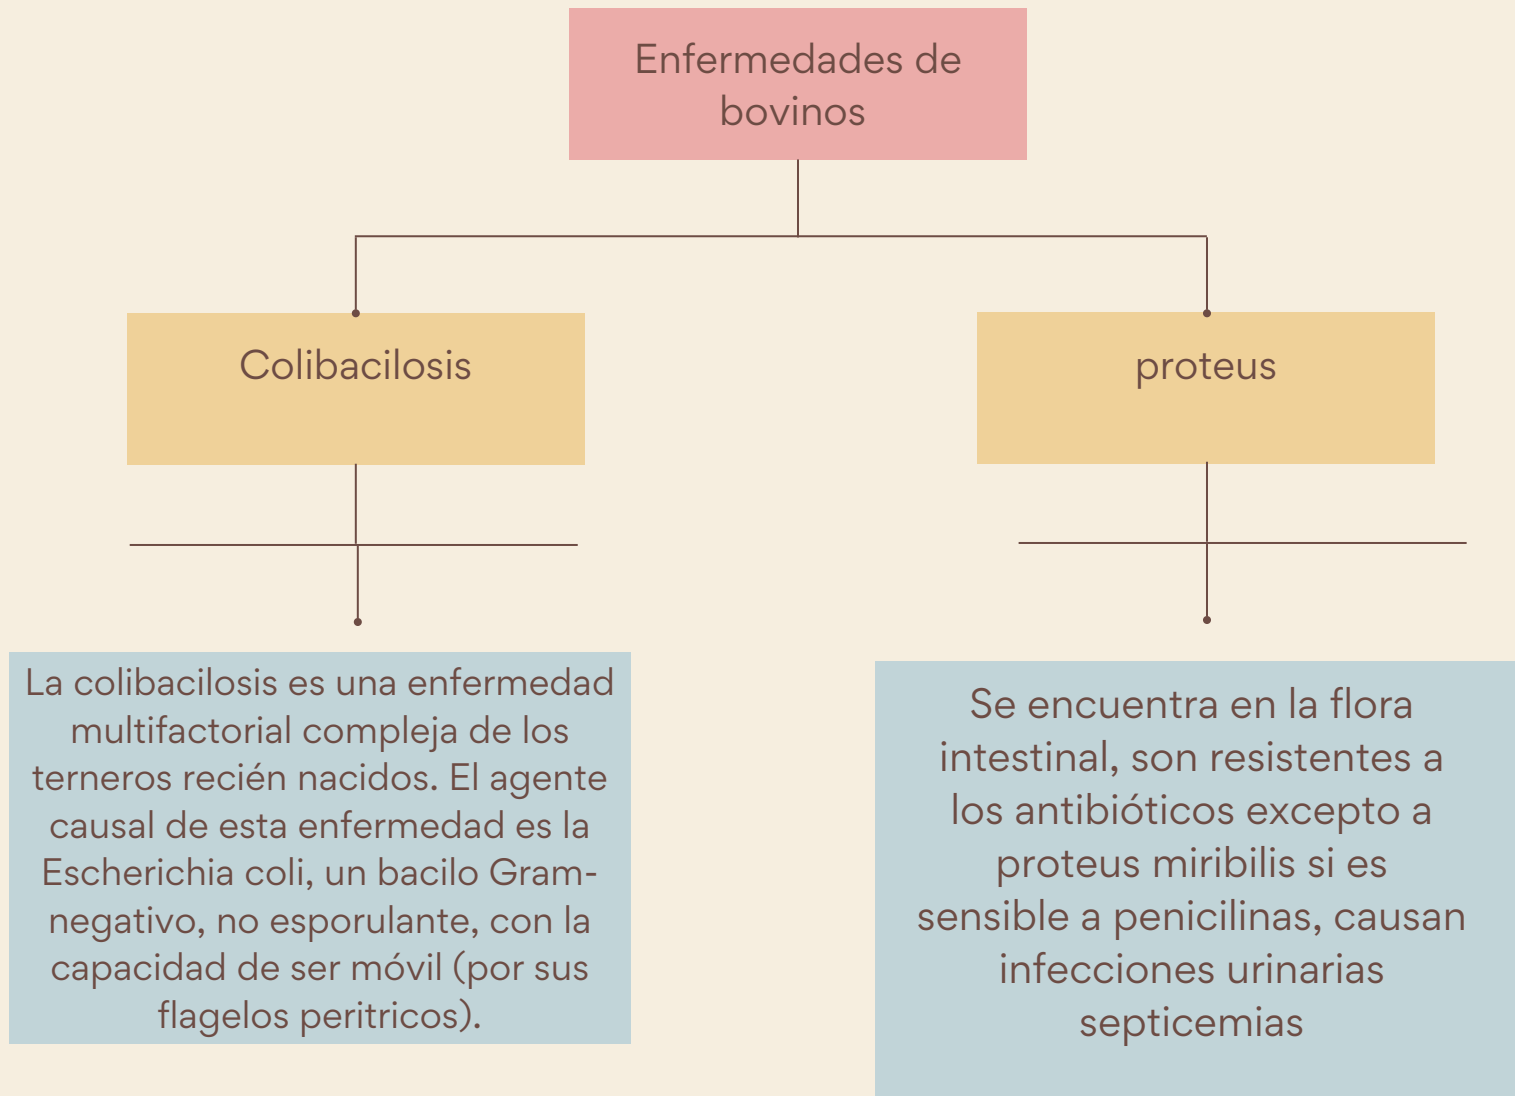 Enfermedades de
bovinos
Colibacilosis
proteus
La colibacilosis es una enfermedad
multifactorial compleja de los
terneros recién nacidos. El agente
causal de esta enfermedad es la
Escherichia coli, un bacilo Gram-
negativo, no esporulante, con la
capacidad de ser móvil (por sus
flagelos peritricos).
Se encuentra en la flora
intestinal, son resistentes a
los antibióticos excepto a
proteus miribilis si es
sensible a penicilinas, causan
infecciones urinarias
septicemias